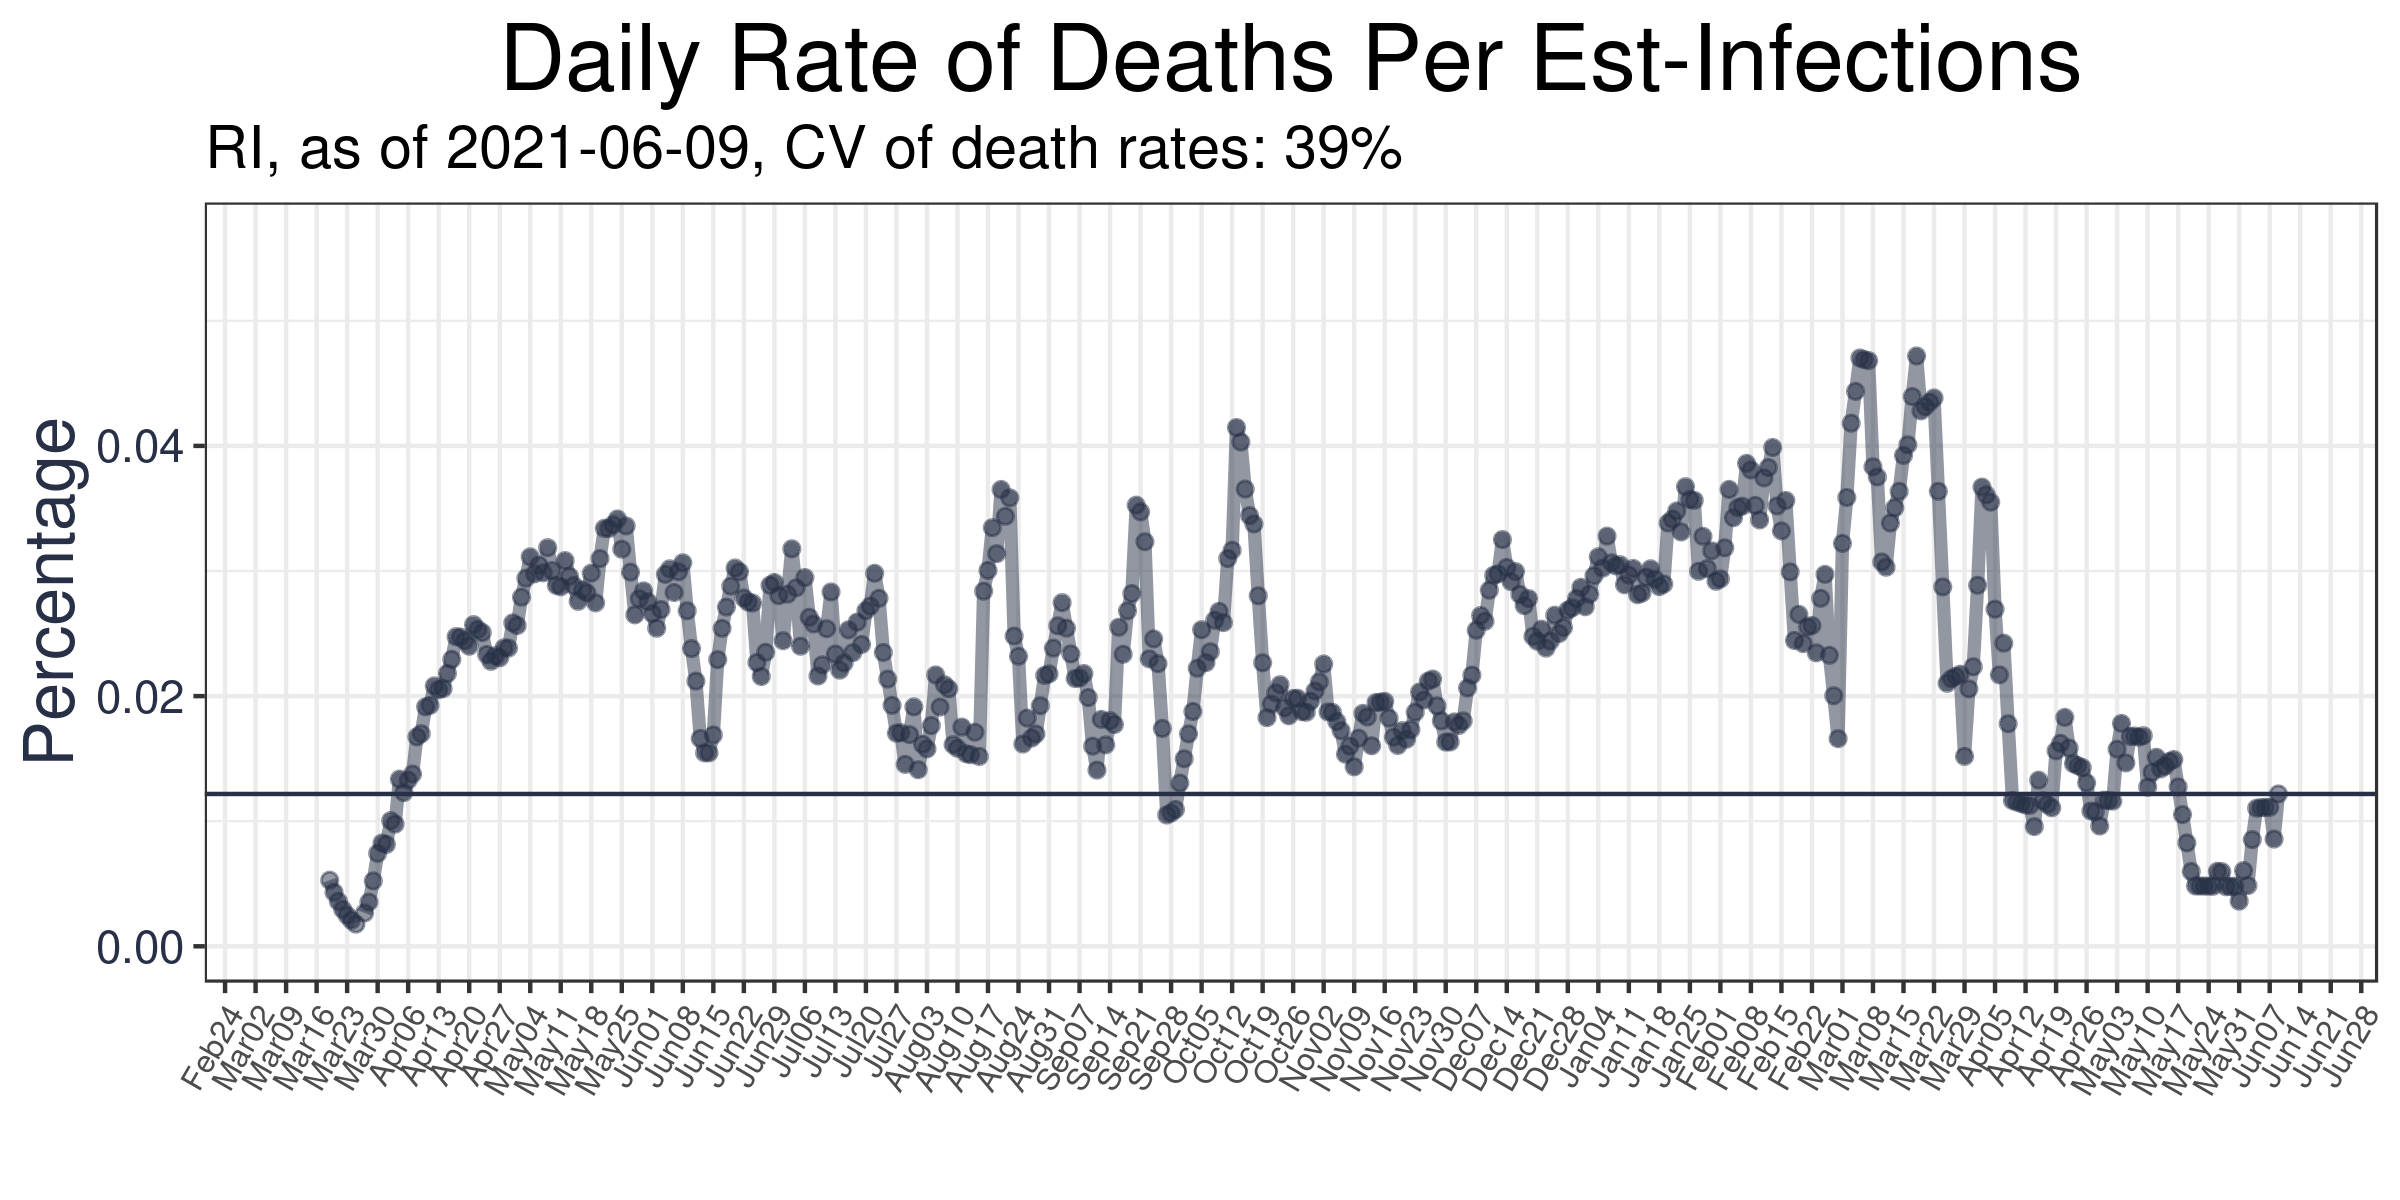 Daily Rate of Deaths Per Est-Infections
RI, as of 2021-06-09, CV of death rates: 39%
Percentage
0.04
0.02
0.00
Feb24
Mar02
Mar09
Mar16
Mar23
Mar30
Apr06
Apr13
Apr20
Apr27
May04
May11
May18
May25
Jun01
Jun08
Jun15
Jun22
Jun29
Jul06
Jul13
Jul20
Jul27
Aug03
Aug10
Aug17
Aug24
Aug31
Sep07
Sep14
Sep21
Sep28
Oct05
Oct12
Oct19
Oct26
Nov02
Nov09
Nov16
Nov23
Nov30
Dec07
Dec14
Dec21
Dec28
Jan04
Jan11
Jan18
Jan25
Feb01
Feb08
Feb15
Feb22
Mar01
Mar08
Mar15
Mar22
Mar29
Apr05
Apr12
Apr19
Apr26
May03
May10
May17
May24
May31
Jun07
Jun14
Jun21
Jun28